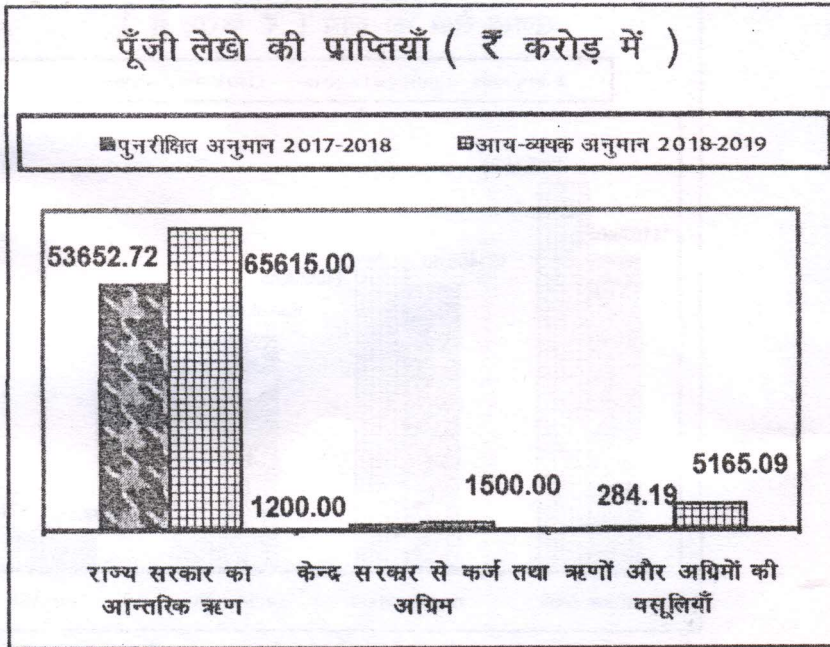 पूँजी लेखे की प्राप्तियाँ ( ₹ करोड़ में )
पुनरीक्षित अनुमान 2017-2018 आय-व्ययक अनुमान 2018-2019
53652.72
65615.00
1200.00
1500.00
284.19
5165.09
राज्य सरकार का
आन्तरिक ऋण
केन्द्र सरकार से कर्ज तथा
अग्रिम
ऋणों और अग्रिमों की
वसूलियाँ